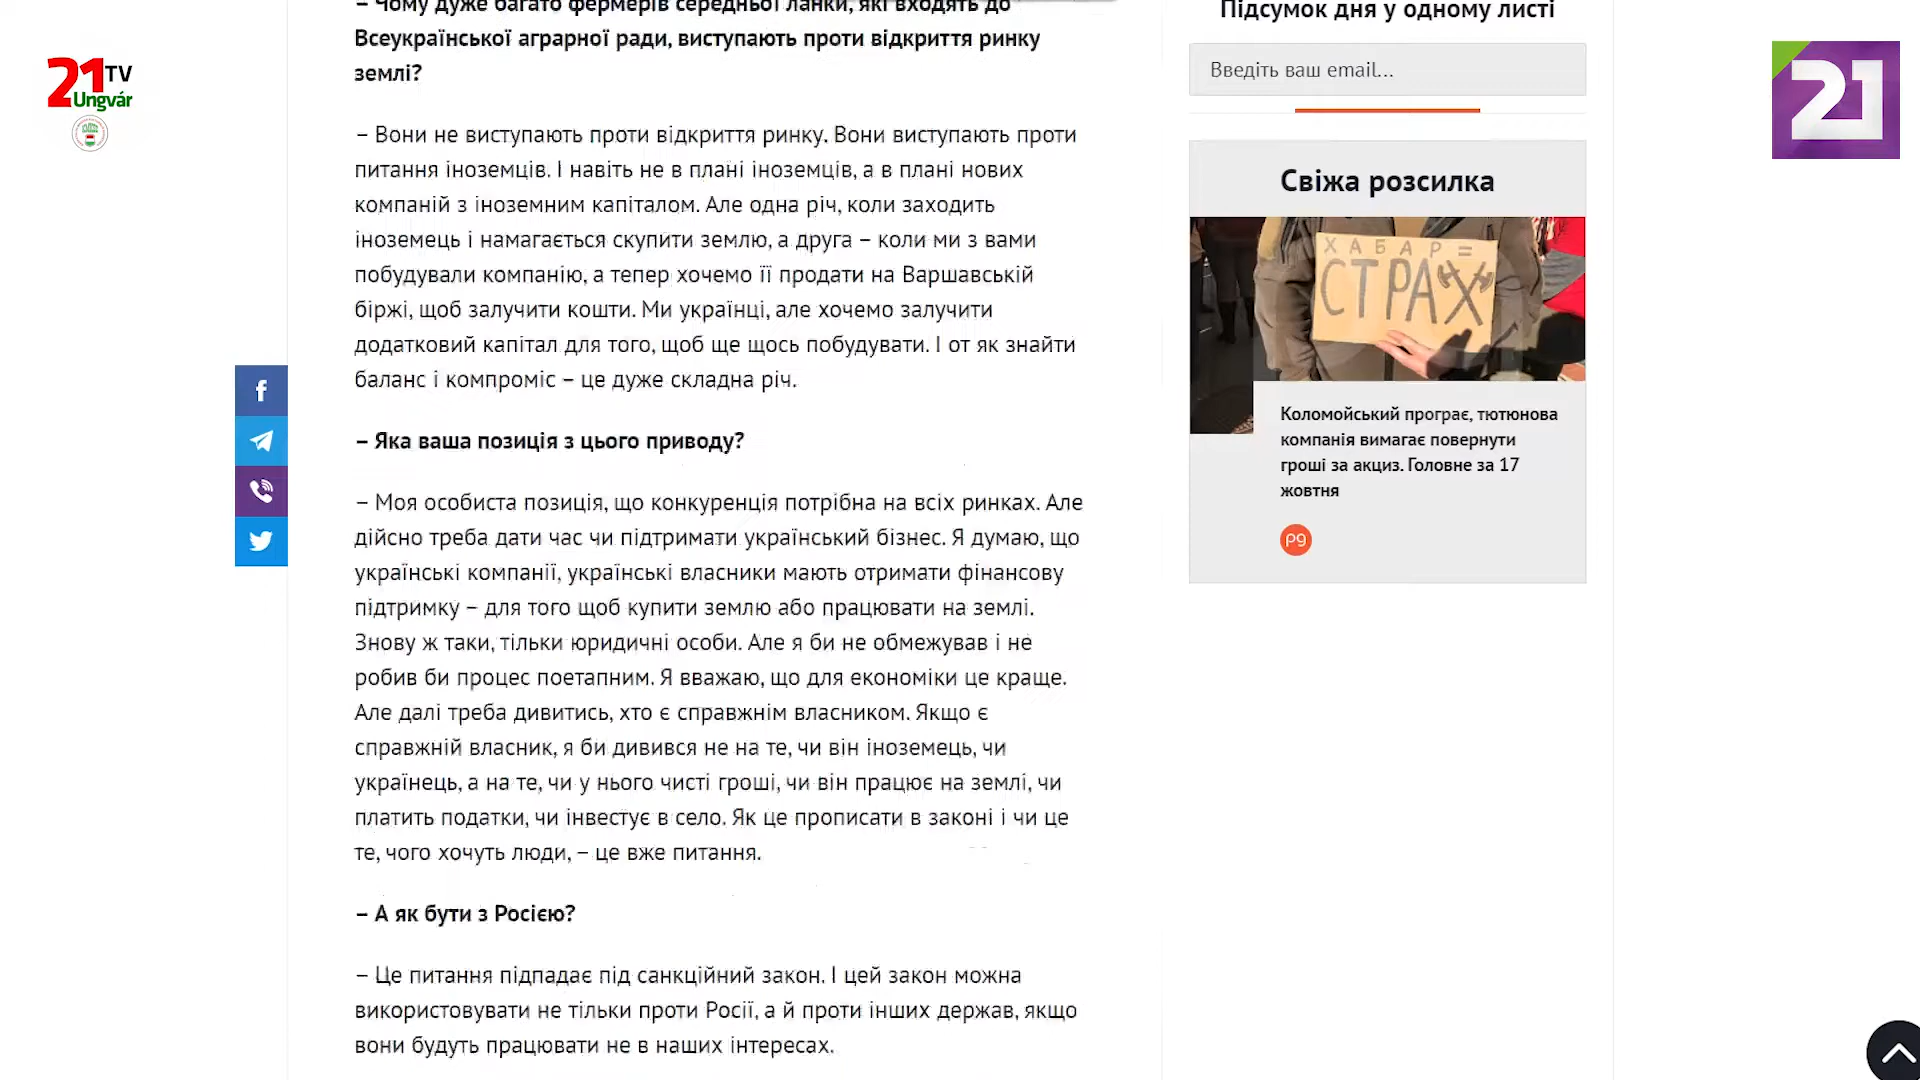 – Чому дуже багато фермерів середньої ланки, які входять до
Всеукраїнської аграрної ради, виступають проти відкриття ринку
землі?
– Вони не виступають проти відкриття ринку. Вони виступають проти
питання іноземців. І навіть не в плані іноземців, а в плані нових
компаній з іноземним капіталом. Але одна річ, коли заходить
іноземець і намагається скупити землю, а друга – коли ми з вами
побудували компанію, а тепер хочемо її продати на Варшавській
біржі, щоб залучити кошти. Ми українці, але хочемо залучити
додатковий капітал для того, щоб ще щось побудувати. І от як знайти
баланс і компроміс – це дуже складна річ.
– Яка ваша позиція з цього приводу?
– Моя особиста позиція, що конкуренція потрібна на всіх ринках. Але
дійсно треба дати час чи підтримати український бізнес. Я думаю, що
українські компанії, українські власники мають отримати фінансову
підтримку – для того щоб купити землю або працювати на землі.
Знову ж таки, тільки юридичні особи. Але я би не обмежував і не
робив би процес поетапним. Я вважаю, що для економіки це краще.
Але далі треба дивитись, хто є справжнім власником. Якщо є
справжній власник, я би дивився не на те, чи він іноземець, чи
українець, а на те, чи у нього чисті гроші, чи він працює на землі, чи
платить податки, чи інвестує в село. Як це прописати в законі і чи це
те, чого хочуть люди, – це вже питання.
– А як бути з Росією?
– Це питання підпадає під санкційний закон. І цей закон можна
використовувати не тільки проти Росії, а й проти інших держав, якщо
вони будуть працювати не в наших інтересах.
Підсумок дня у одному листі
Введіть ваш email...
Свіжа розсилка
ХАБАР =
СТРАХ
Коломойський програє, тютюнова
компанія вимагає повернути
гроші за акциз. Головне за 17
жовтня
21 TV
Ungvár
21